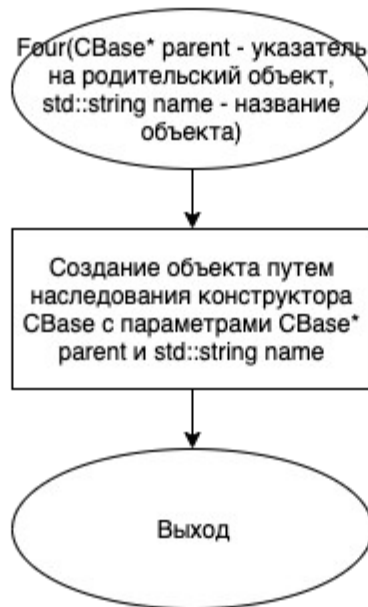 Four(CBase* parent - указатель
на родительский объект,
std::string name - название
объекта)
Создание объекта путем
наследования конструктора
CBase с параметрами CBase*
parent и std::string name
Выход